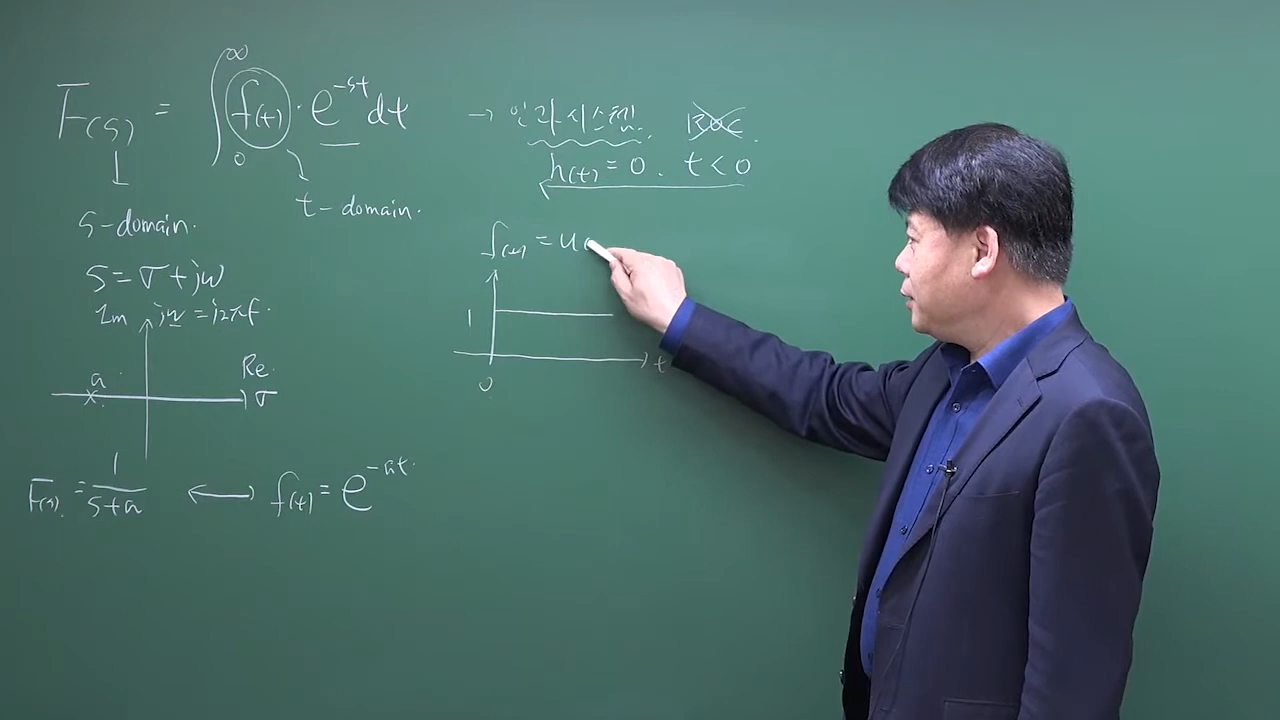 F(s) = ∫₀^∞ f(t) · e^{-st} dt → 인과시스템. ROC.
h(t) = 0. t < 0
↓
s-domain.
t-domain.
f(t) = u(
s = σ + jω
Im jω = j2πf.
1
a
Re.
σ
t
0
F(s) = 1/(s+a) ↔ f(t) = e^{-at}.